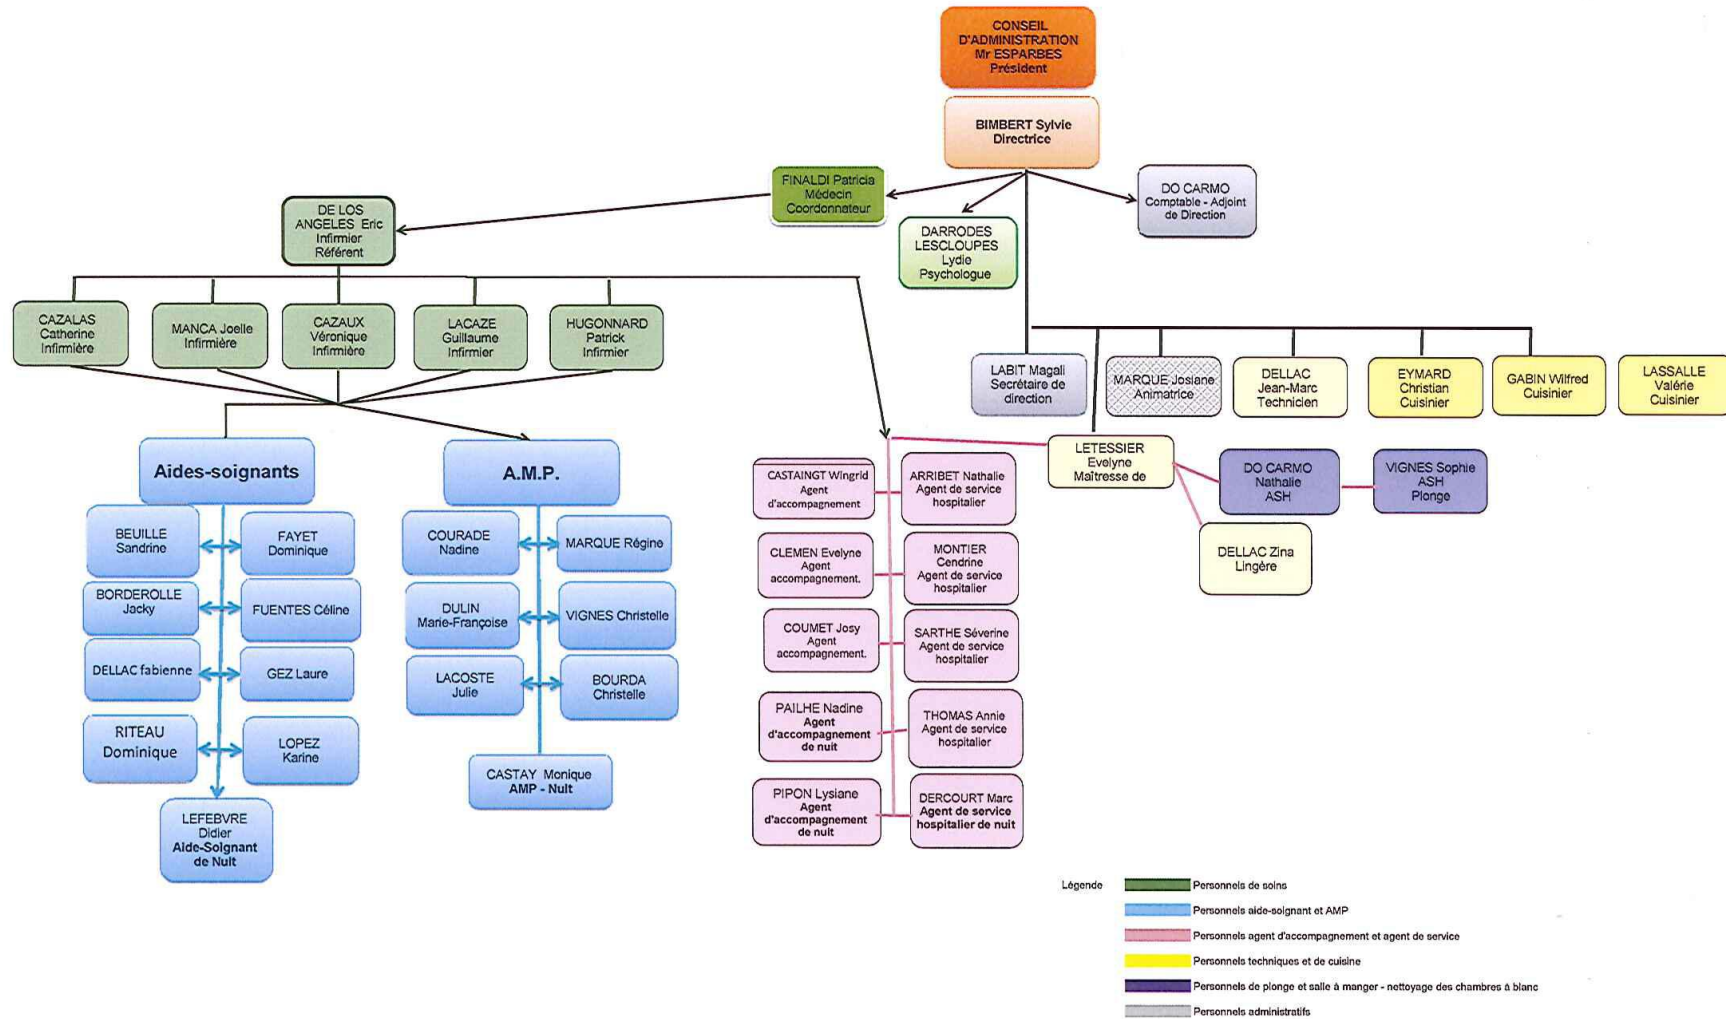 CONSEIL
D'ADMINISTRATION
Mr ESPARBES
Président
BIMBERT Sylvie
Directrice
FINALDI Patricia
Médecin
Coordonnateur
DO CARMO
Comptable - Adjoint
de Direction
DE LOS
ANGELES Eric
Infirmier
Référent
DARRODES
LESCLOUPES
Lydie
Psychologue
CAZALAS
Catherine
Infirmière
MANCA Joelle
Infirmière
CAZAUX
Véronique
Infirmière
LACAZE
Guillaume
Infirmier
HUGONNARD
Patrick
Infirmier
LABIT Magali
Secrétaire de
direction
MARQUE Josiane
Animatrice
DELLAC
Jean-Marc
Technicien
EYMARD
Christian
Cuisinier
GABIN Wilfred
Cuisinier
LASSALLE
Valérie
Cuisinier
Aides-soignants
A.M.P.
LETESSIER
Evelyne
Maîtresse de
DO CARMO
Nathalie
ASH
VIGNES Sophie
ASH
Plonge
DELLAC Zina
Lingère
BEUILLE
Sandrine
FAYET
Dominique
BORDEROLLE
Jacky
FUENTES Céline
DELLAC fabienne
GEZ Laure
RITEAU
Dominique
LOPEZ
Karine
LEFEBVRE
Didier
Aide-Soignant
de Nuit
COURADE
Nadine
MARQUE Régine
DULIN
Marie-Françoise
VIGNES Christelle
LACOSTE
Julie
BOURDA
Christelle
CASTAY Monique
AMP - Nuit
CASTAINGT Wingrid
Agent
d'accompagnement
ARRIBET Nathalie
Agent de service
hospitalier
CLEMEN Evelyne
Agent
accompagnement.
MONTIER
Cendrine
Agent de service
hospitalier
COUMET Josy
Agent
accompagnement.
SARTHE Séverine
Agent de service
hospitalier
PAILHE Nadine
Agent
d'accompagnement
de nuit
THOMAS Annie
Agent de service
hospitalier
PIPON Lysiane
Agent
d'accompagnement
de nuit
DERCOURT Marc
Agent de service
hospitalier de nuit
Légende
Personnels de soins
Personnels aide-soignant et AMP
Personnels agent d'accompagnement et agent de service
Personnels techniques et de cuisine
Personnels de plonge et salle à manger - nettoyage des chambres à blanc
Personnels administratifs